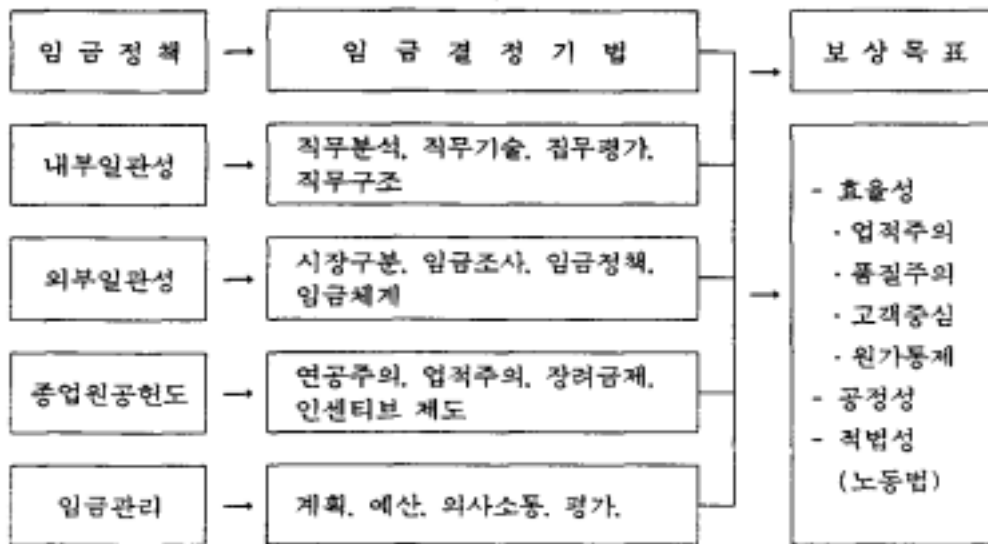 임금정책 → 임금결정기법 → 보상목표
내부일관성 → 직무분석, 직무기술, 집무평가,
직무구조
외부일관성 → 시장구분, 임금조사, 임금정책,
임금체계
종업원공헌도 → 연공주의, 업적주의, 장려금제,
인센티브 제도
임금관리 → 계획, 예산, 의사소통, 평가,
- 효율성
· 업적주의
· 품질주의
· 고객중심
· 원가통제
- 공정성
- 적법성
(노동법)